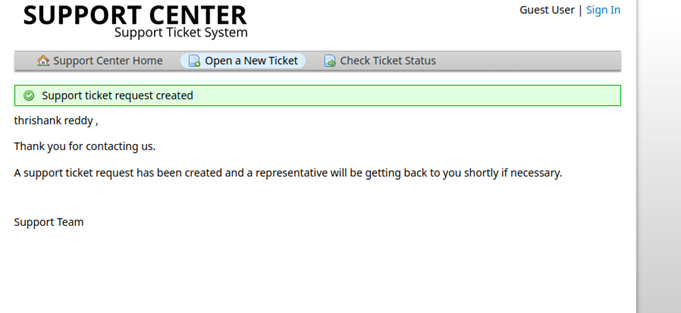 SUPPORT CENTER
Support Ticket System
Guest User | Sign In
Support Center Home Open a New Ticket Check Ticket Status
Support ticket request created
thrishank reddy ,
Thank you for contacting us.
A support ticket request has been created and a representative will be getting back to you shortly if necessary.
Support Team